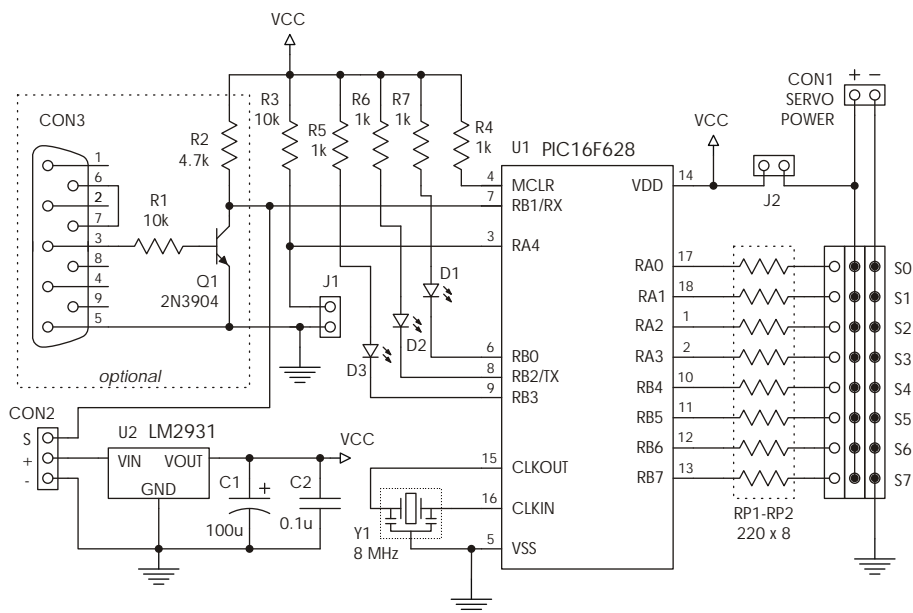 VCC
CON3
R2
4.7k
R3
10k
R5
1k
R6
1k
R7
1k
R4
1k
U1 PIC16F628
VCC
CON1
SERVO
POWER
+ −
1
6
2
7
3
8
4
9
5
R1
10k
Q1
2N3904
optional
J1
D1
D2
D3
4
MCLR
7
RB1/RX
3
RA4
6
RB0
8
RB2/TX
9
RB3
15
CLKOUT
16
CLKIN
5
VSS
VDD
14
J2
RA0
17
S0
RA1
18
S1
RA2
1
S2
RA3
2
S3
RB4
10
S4
RB5
11
S5
RB6
12
S6
RB7
13
S7
RP1-RP2
220 x 8
CON2
S
+
-
U2 LM2931
VIN VOUT
GND
VCC
C1
+
100u
C2
0.1u
Y1
8 MHz